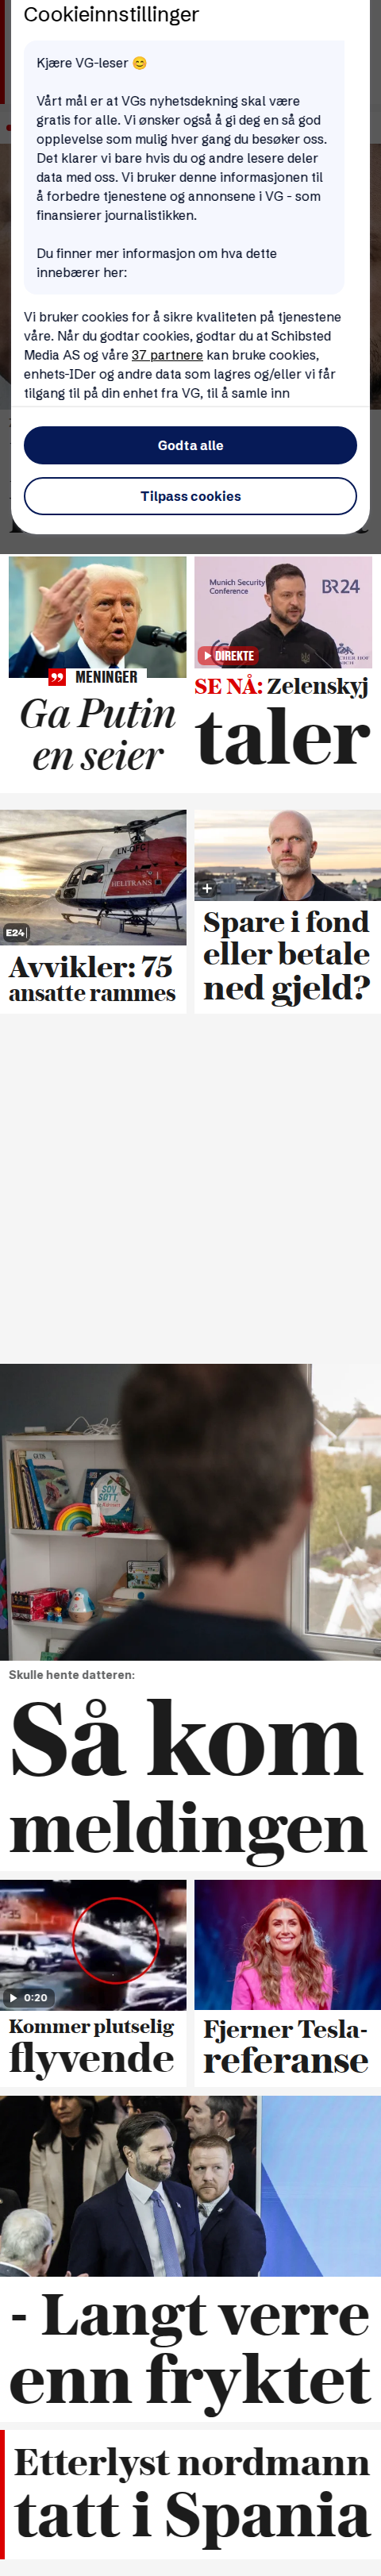 Cookieinnstillinger
Kjære VG-leser 😊
Vårt mål er at VGs nyhetsdekning skal være
gratis for alle. Vi ønsker også å gi deg en så god
opplevelse som mulig hver gang du besøker oss.
Det klarer vi bare hvis du og andre lesere deler
data med oss. Vi bruker denne informasjonen til
å forbedre tjenestene og annonsene i VG - som
finansierer journalistikken.
Du finner mer informasjon om hva dette
innebærer her:
Vi bruker cookies for å sikre kvaliteten på tjenestene
våre. Når du godtar cookies, godtar du at Schibsted
Media AS og våre 37 partnere kan bruke cookies,
enhets-IDer og andre data som lagres og/eller vi får
tilgang til på din enhet fra VG, til å samle inn
Godta alle
Tilpass cookies
MENINGER
Ga Putin
en seier
Munich Security
Conference
BR24
DIREKTE
SE NÅ: Zelenskyj
taler
LN-OFC
HELITRANS
E24
Avvikler: 75
ansatte rammes
Spare i fond
eller betale
ned gjeld?
SOV
SØTT,
Skulle hente datteren:
Så kom
meldingen
0:20
Kommer plutselig
flyvende
Fjerner Tesla-
referanse
- Langt verre
enn fryktet
Etterlyst nordmann
tatt i Spania